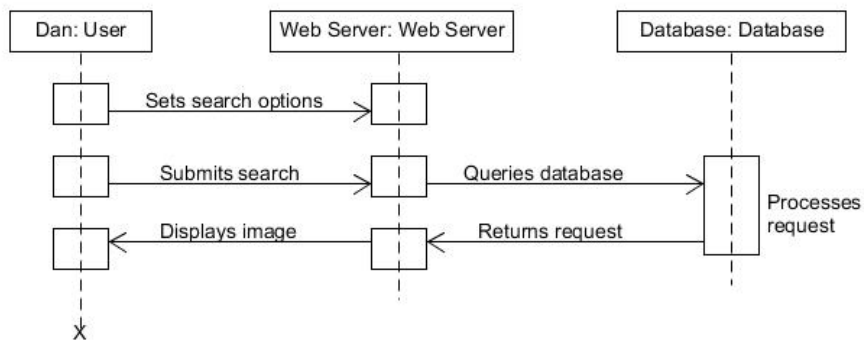 Dan: User
Web Server: Web Server
Database: Database
Sets search options
Submits search
Queries database
Processes
request
Displays image
Returns request
X